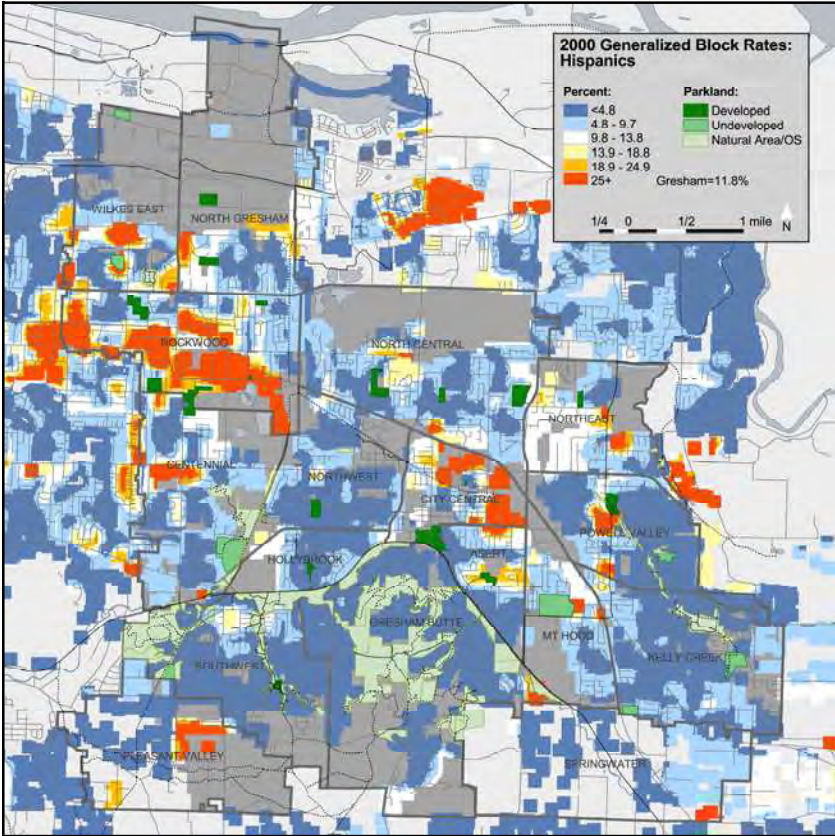 2000 Generalized Block Rates:
Hispanics
Percent:
<4.8
4.8 - 9.7
9.8 - 13.8
13.9 - 18.8
18.9 - 24.9
25+
Parkland:
Developed
Undeveloped
Natural Area/OS
Gresham=11.8%
1/4 0 1/2 1 mile
N
WILKES EAST
NORTH GRESHAM
ROCKWOOD
NORTH CENTRAL
NORTHEAST
CENTENNIAL
NORTHWEST
CITY CENTRAL
POWELL VALLEY
HOLLYBROOK
ASERT
GRESHAM BUTTE
MT HOOD
KELLY CREEK
SOUTHWEST
PLEASANT VALLEY
SPRINGWATER